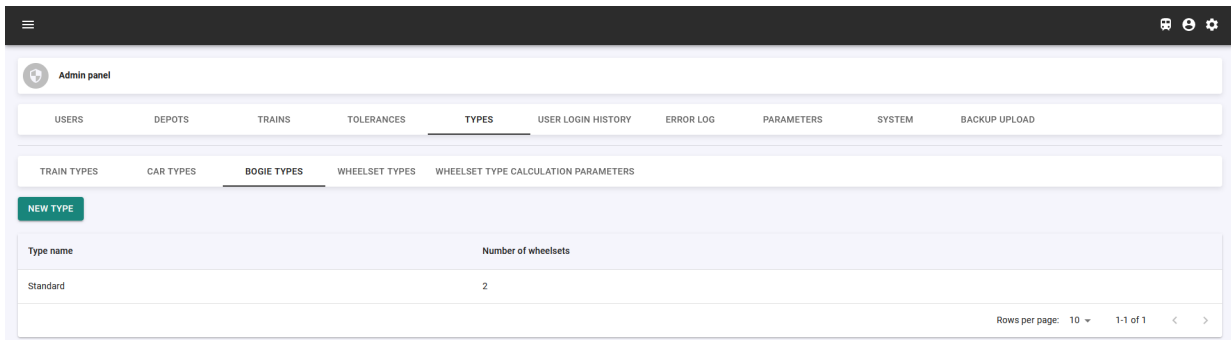 Admin panel
USERS DEPOTS TRAINS TOLERANCES TYPES USER LOGIN HISTORY ERROR LOG PARAMETERS SYSTEM BACKUP UPLOAD
TRAIN TYPES CAR TYPES BOGIE TYPES WHEELSET TYPES WHEELSET TYPE CALCULATION PARAMETERS
NEW TYPE
Type name Number of wheelsets
Standard 2
Rows per page: 10 1-1 of 1